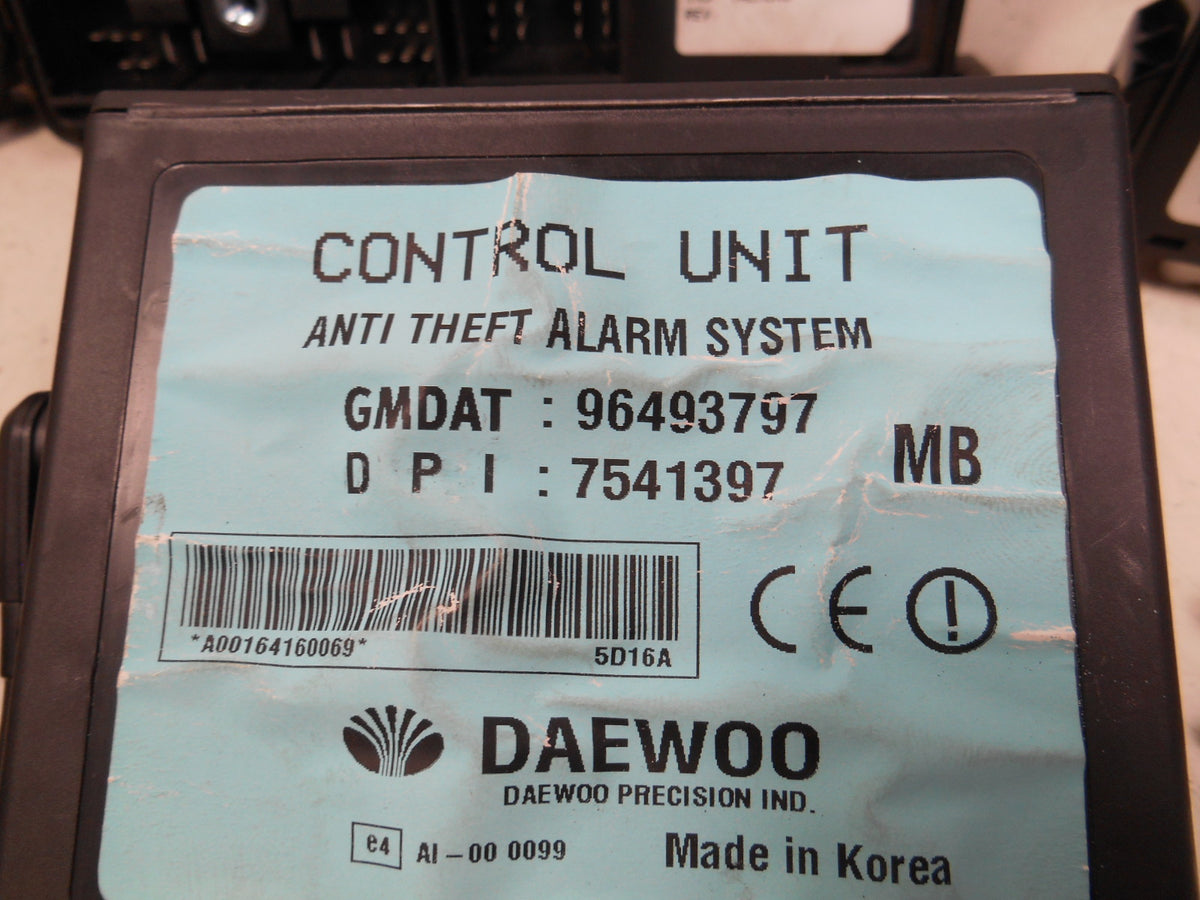 REV.
CONTROL UNIT
ANTI THEFT ALARM SYSTEM
GMDAT : 96493797
D P I : 7541397
MB
*A00164160069*
5D16A
CE
DAEWOO
DAEWOO PRECISION IND.
e4 AI-00 0099
Made in Korea